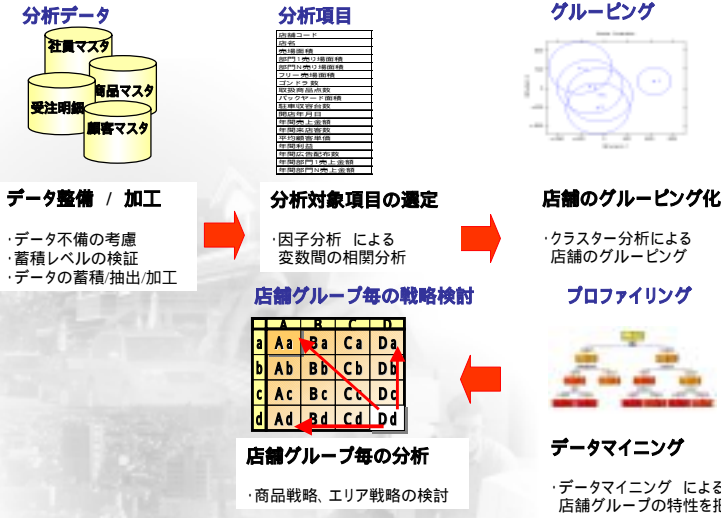 分析データ
社員マスタ
商品マスタ
受注明細
顧客マスタ
データ整備 / 加工
・データ不備の考慮
・蓄積レベルの検証
・データの蓄積/抽出/加工
分析項目
店舗コード
店名
売場面積
部門1売り場面積
部門N売り場面積
フリー売場面積
ゴンドラ数
取扱商品点数
バックヤード面積
駐車収容台数
開店年月日
年間売上金額
年間来店客数
平均顧客単価
年間利益
年間広告配布数
年間部門1売上金額
年間部門N売上金額
分析対象項目の選定
・因子分析 による
変数間の相関分析
グルーピング
店舗のグルーピング化
・クラスター分析による
店舗のグルーピング
プロファイリング
データマイニング
・データマイニング による
店舗グループの特性を把
店舗グループ毎の戦略検討
A B C D
a Aa Ba Ca Da
b Ab Bb Cb Db
c Ac Bc Cc Dc
d Ad Bd Cd Dd
店舗グループ毎の分析
・商品戦略、エリア戦略の検討